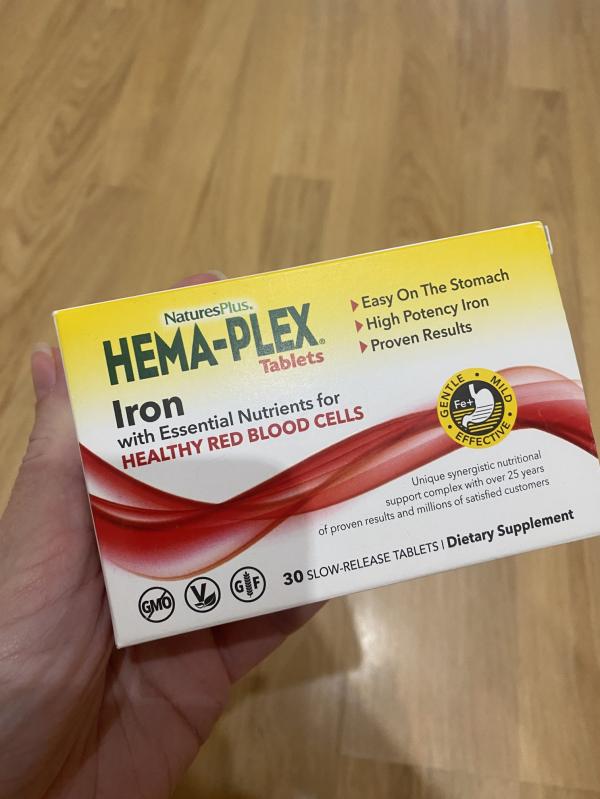 NaturesPlus.
HEMA-PLEX®
Tablets
Iron
with Essential Nutrients for
HEALTHY RED BLOOD CELLS
Easy On The Stomach
High Potency Iron
Proven Results
GENTLE • MILD • EFFECTIVE •
Fe+
Unique synergistic nutritional
support complex with over 25 years
of proven results and millions of satisfied customers
GMO
V
G F
30 SLOW-RELEASE TABLETS | Dietary Supplement